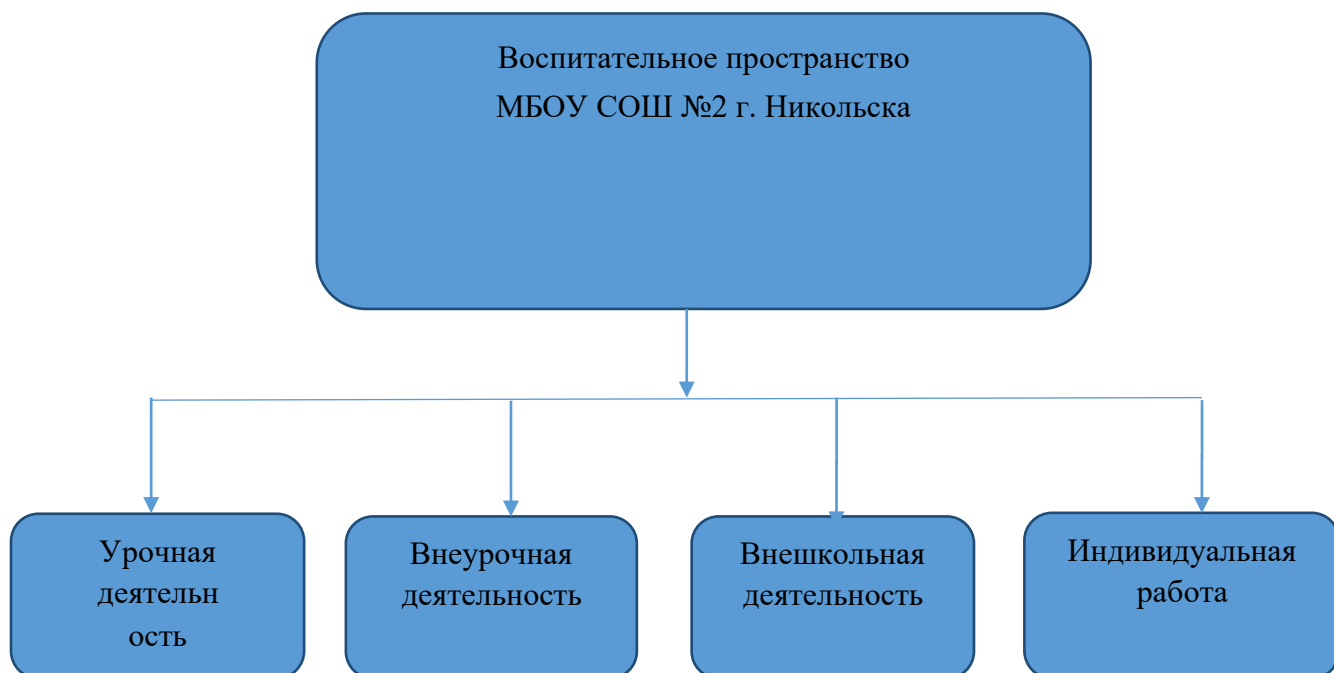 Воспитательное пространство
МБОУ СОШ №2 г. Никольска
Урочная
деятельн
ость
Внеурочная
деятельность
Внешкольная
деятельность
Индивидуальная
работа